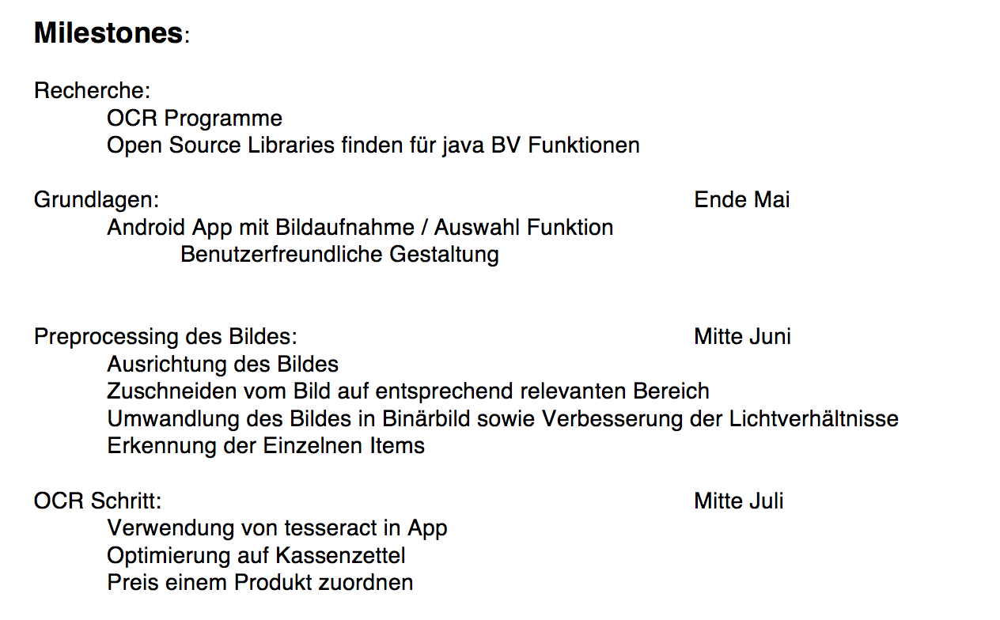 Milestones:
Recherche:
OCR Programme
Open Source Libraries finden für java BV Funktionen
Grundlagen: Ende Mai
Android App mit Bildaufnahme / Auswahl Funktion
Benutzerfreundliche Gestaltung
Preprocessing des Bildes: Mitte Juni
Ausrichtung des Bildes
Zuschneiden vom Bild auf entsprechend relevanten Bereich
Umwandlung des Bildes in Binärbild sowie Verbesserung der Lichtverhältnisse
Erkennung der Einzelnen Items
OCR Schritt: Mitte Juli
Verwendung von tesseract in App
Optimierung auf Kassenzettel
Preis einem Produkt zuordnen